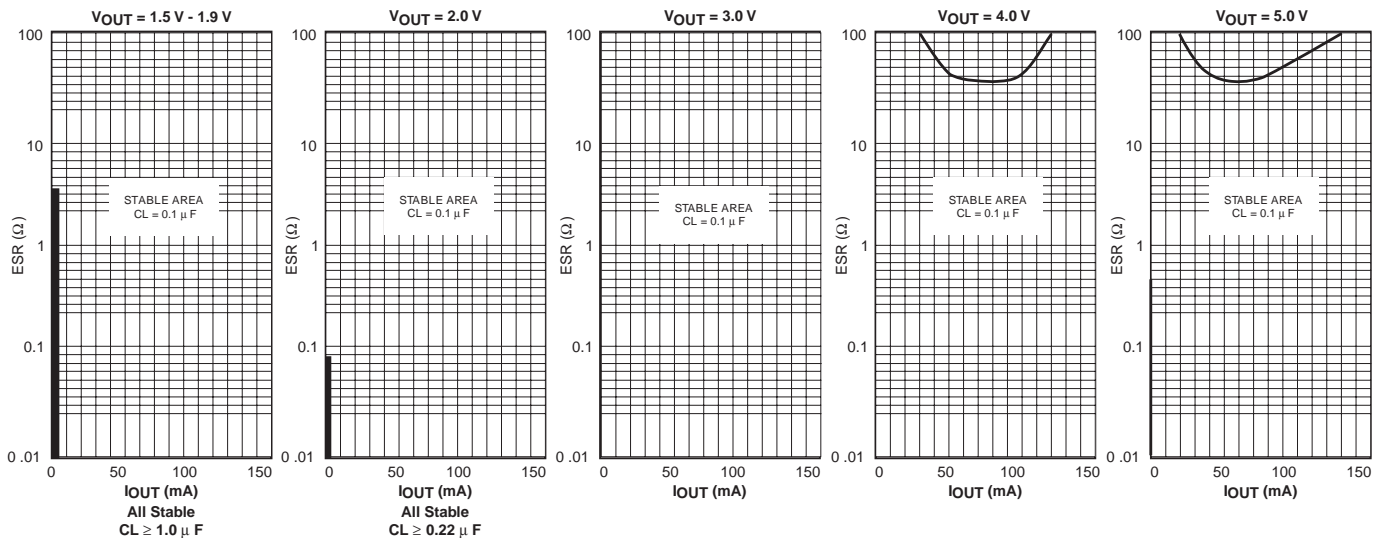 VOUT = 1.5 V - 1.9 V
100
10
1
0.1
0.01
ESR (Ω)
STABLE AREA
CL = 0.1 μ F
0
50
100
150
IOUT (mA)
All Stable
CL ≥ 1.0 μ F
VOUT = 2.0 V
100
10
1
0.1
0.01
ESR (Ω)
STABLE AREA
CL = 0.1 μ F
0
50
100
150
IOUT (mA)
All Stable
CL ≥ 0.22 μ F
VOUT = 3.0 V
100
10
1
0.1
0.01
ESR (Ω)
STABLE AREA
CL = 0.1 μ F
0
50
100
150
IOUT (mA)
VOUT = 4.0 V
100
10
1
0.1
0.01
ESR (Ω)
STABLE AREA
CL = 0.1 μ F
0
50
100
150
IOUT (mA)
VOUT = 5.0 V
100
10
1
0.1
0.01
ESR (Ω)
STABLE AREA
CL = 0.1 μ F
0
50
100
150
IOUT (mA)